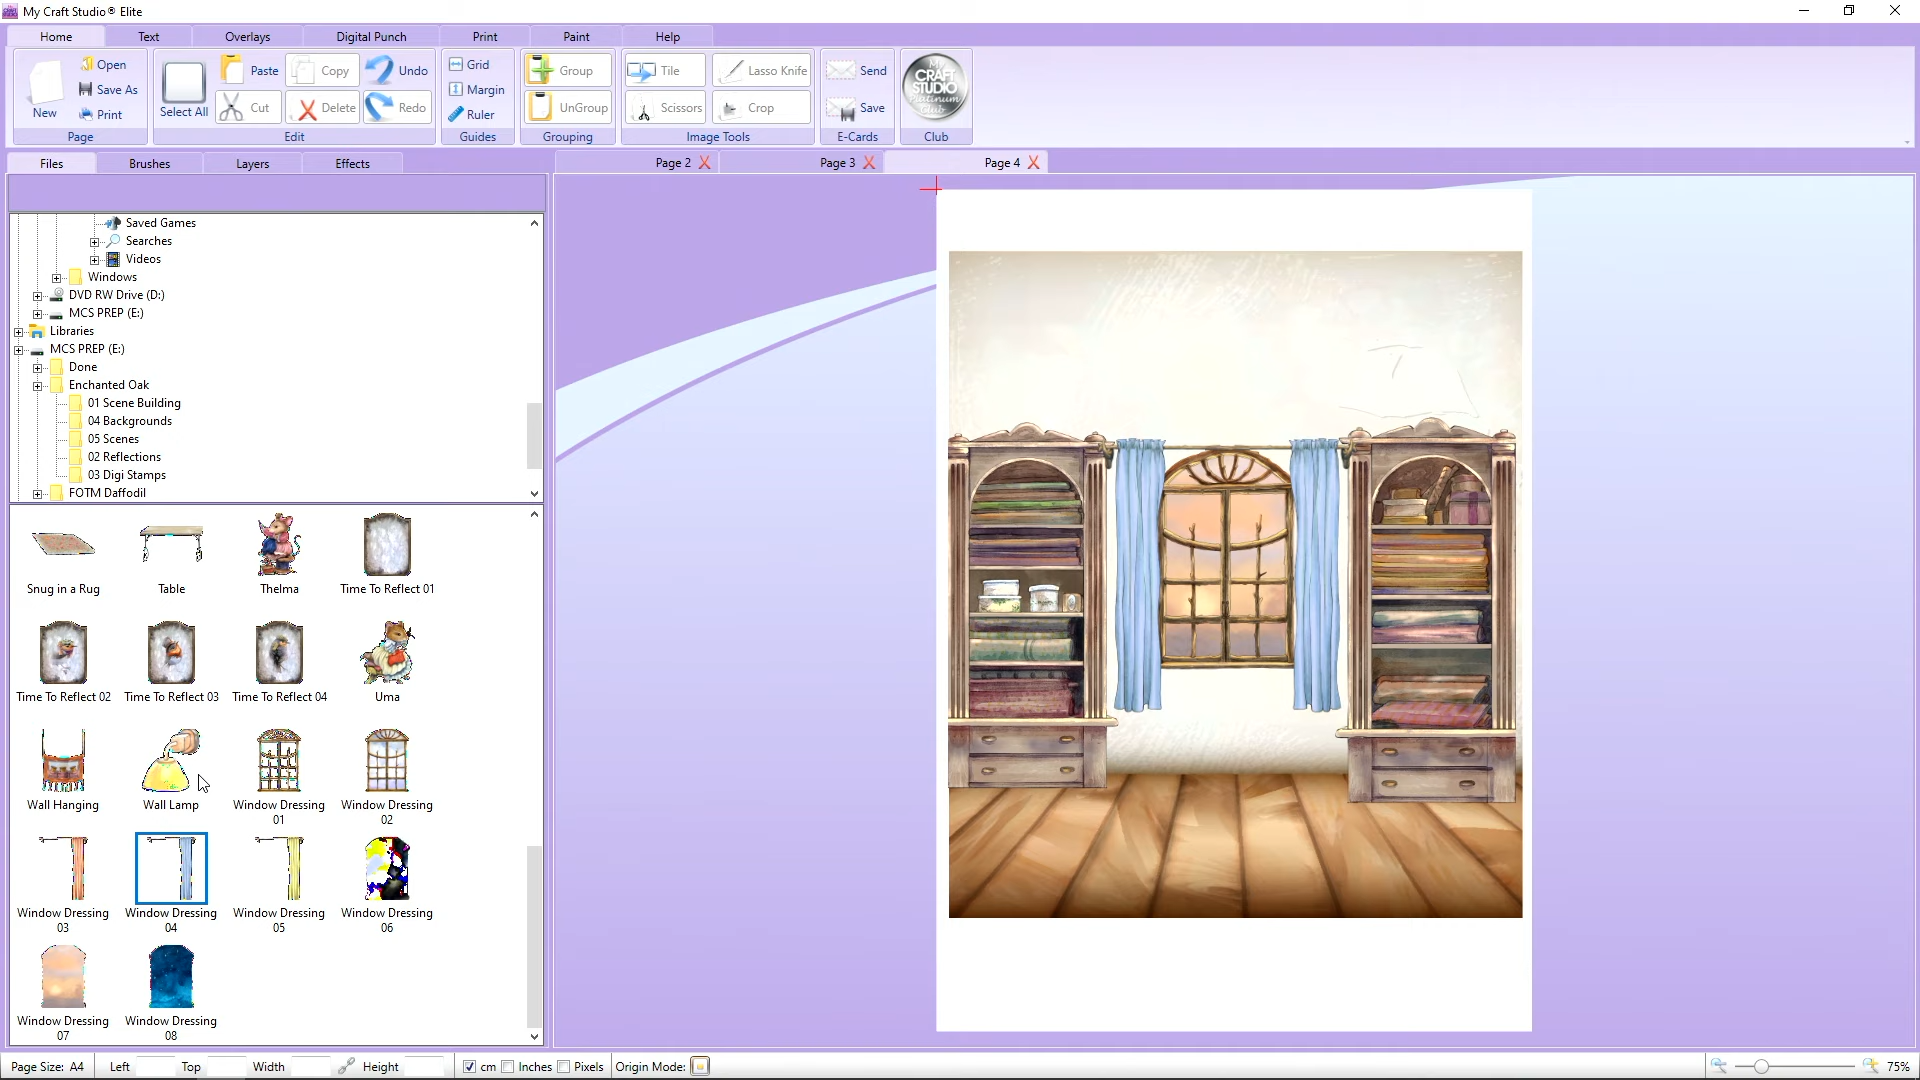 My Craft Studio® Elite
Home Text Overlays Digital Punch Print Paint Help
New
Open
Save As
Print
Page
Select All
Paste Copy Undo
Cut Delete Redo
Edit
Grid
Margin
Ruler
Guides
Group
UnGroup
Grouping
Tile Lasso Knife
Scissors Crop
Image Tools
Send
Save
E-Cards
MY CRAFT STUDIO Platinum Club
Club
Files Brushes Layers Effects
Page 2 Page 3 Page 4
Saved Games
Searches
Videos
Windows
DVD RW Drive (D:)
MCS PREP (E:)
Libraries
MCS PREP (E:)
Done
Enchanted Oak
01 Scene Building
04 Backgrounds
05 Scenes
02 Reflections
03 Digi Stamps
FOTM Daffodil
Snug in a Rug Table Thelma Time To Reflect 01
Time To Reflect 02 Time To Reflect 03 Time To Reflect 04 Uma
Wall Hanging Wall Lamp Window Dressing 01 Window Dressing 02
Window Dressing 03 Window Dressing 04 Window Dressing 05 Window Dressing 06
Window Dressing 07 Window Dressing 08
Page Size: A4 Left Top Width Height cm Inches Pixels Origin Mode: 75%